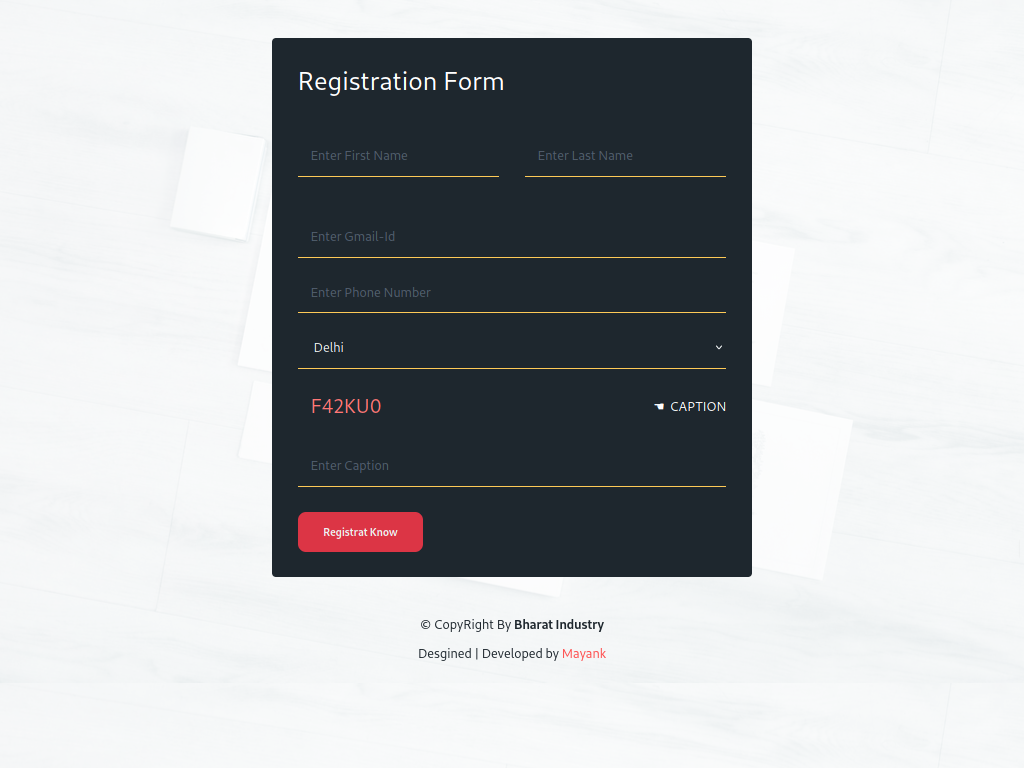 Registration Form
Enter First Name
Enter Last Name
Enter Gmail-Id
Enter Phone Number
Delhi
F42KU0
☚ CAPTION
Enter Caption
Registrat Know
© CopyRight By Bharat Industry
Desgined | Developed by Mayank